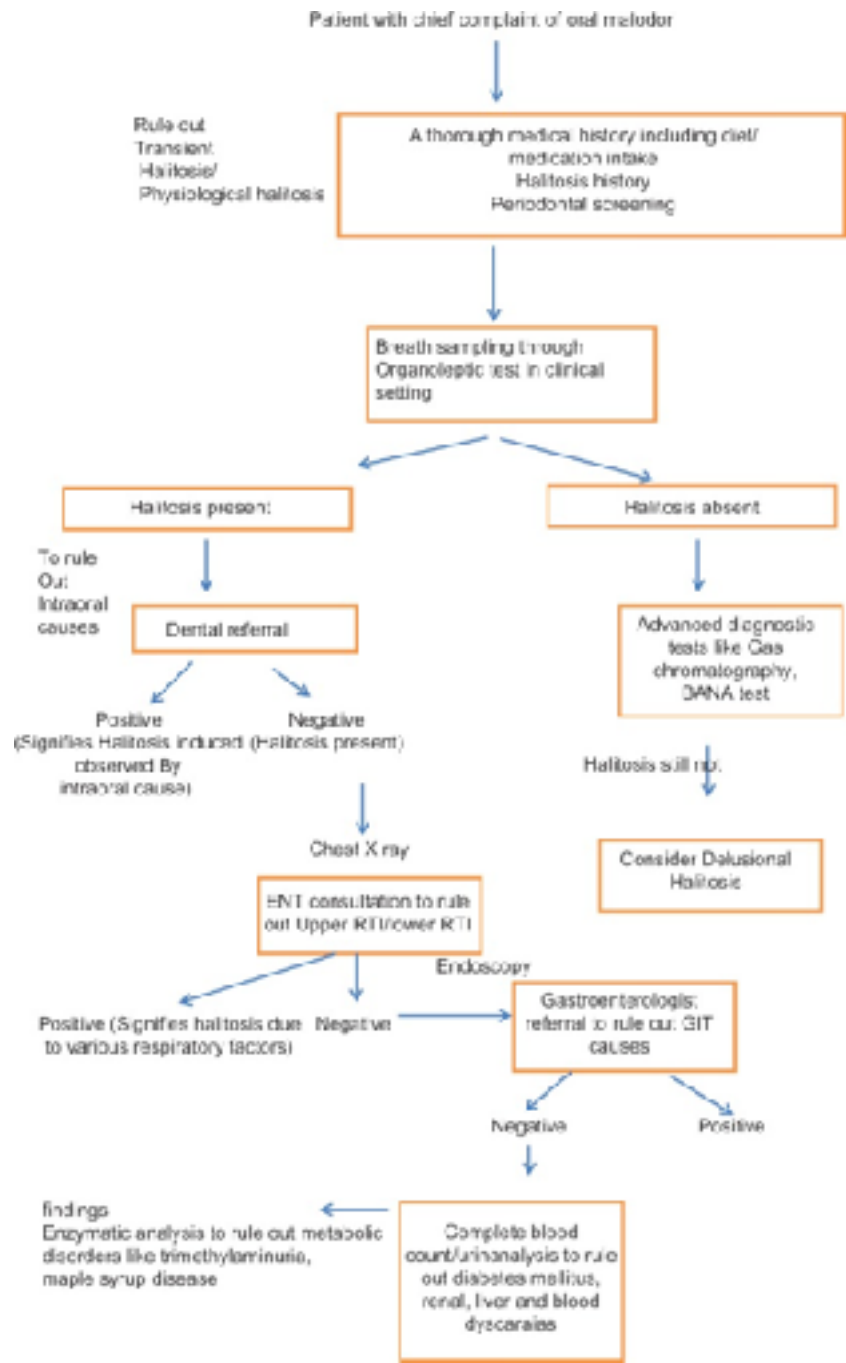 Patient with chief complaint of oral malodor
Rule out
Transient
Halitosis/
Physiological halitosis
A thorough medical history including diet/
medication intake
Halitosis history
Periodontal screening
Breath sampling through
Organoleptic test in clinical
setting
Halitosis present
Halitosis absent
To rule
Out
Intraoral
causes
Dental referral
Advanced diagnostic
tests like Gas
chromatography,
BANA test
Positive
(Signifies Halitosis induced
observed By
intraoral cause)
Negative
(Halitosis present)
Halitosis still not
Chest X ray
Consider Delusional
Halitosis
ENT consultation to rule
out Upper RTI/lower RTI
Endoscopy
Positive (Signifies halitosis due
to various respiratory factors)
Negative
Gastroenterologist
referral to rule out GIT
causes
Negative
Positive
findings
Enzymatic analysis to rule out metabolic
disorders like trimethylaminuria,
maple syrup disease
Complete blood
count/urinanalysis to rule
out diabetes mellitus,
renal, liver and blood
dyscarsias